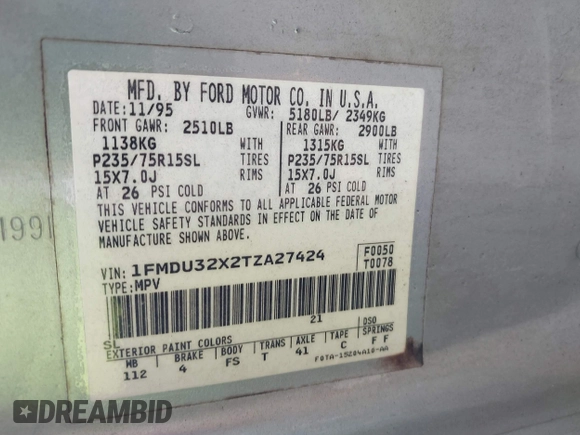 MFD. BY FORD MOTOR CO. IN U.S.A.
DATE: 11/95 GVWR: 5180LB/ 2349KG
FRONT GAWR: 2510LB REAR GAWR: 2900LB
1138KG WITH 1315KG WITH
P235/75R15SL TIRES P235/75R15SL TIRES
15X7.0J RIMS 15X7.0J RIMS
AT 26 PSI COLD AT 26 PSI COLD
THIS VEHICLE CONFORMS TO ALL APPLICABLE FEDERAL MOTOR
VEHICLE SAFETY STANDARDS IN EFFECT ON THE DATE OF
MANUFACTURE SHOWN ABOVE.
199
VIN: 1FMDU32X2TZA27424 F0050
TYPE: MPV T0078
21
SL DSO
EXTERIOR PAINT COLORS
WB BRAKE BODY TRANS AXLE TAPE SPRINGS
112 4 FS T 41 C F F
F8TA-15204A10-AA
DREAMBID